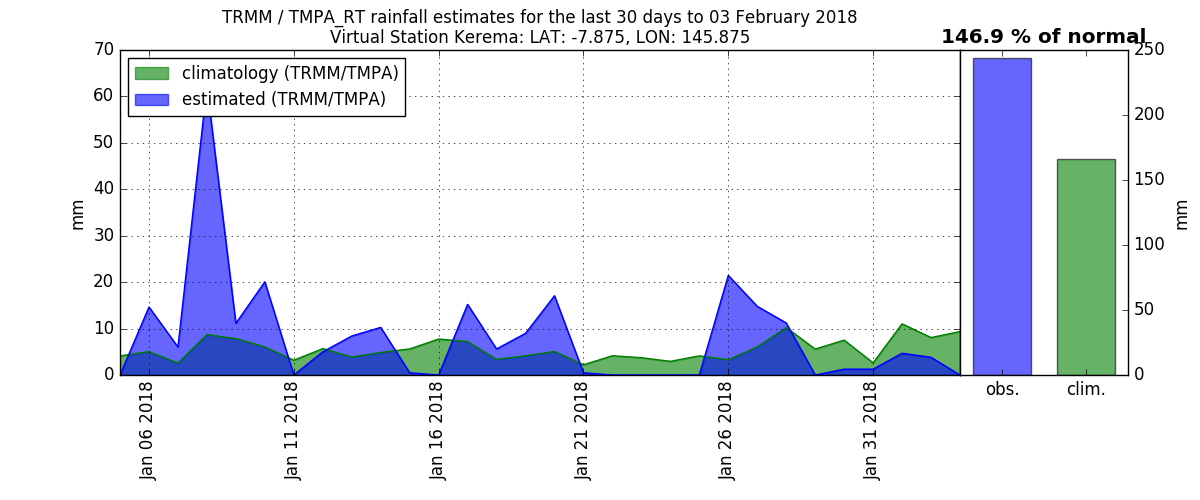 TRMM / TMPA_RT rainfall estimates for the last 30 days to 03 February 2018
Virtual Station Kerema: LAT: -7.875, LON: 145.875
146.9 % of normal
climatology (TRMM/TMPA)
estimated (TRMM/TMPA)
mm
70
60
50
40
30
20
10
0
Jan 06 2018
Jan 11 2018
Jan 16 2018
Jan 21 2018
Jan 26 2018
Jan 31 2018
obs.
clim.
250
200
150
100
50
0
mm